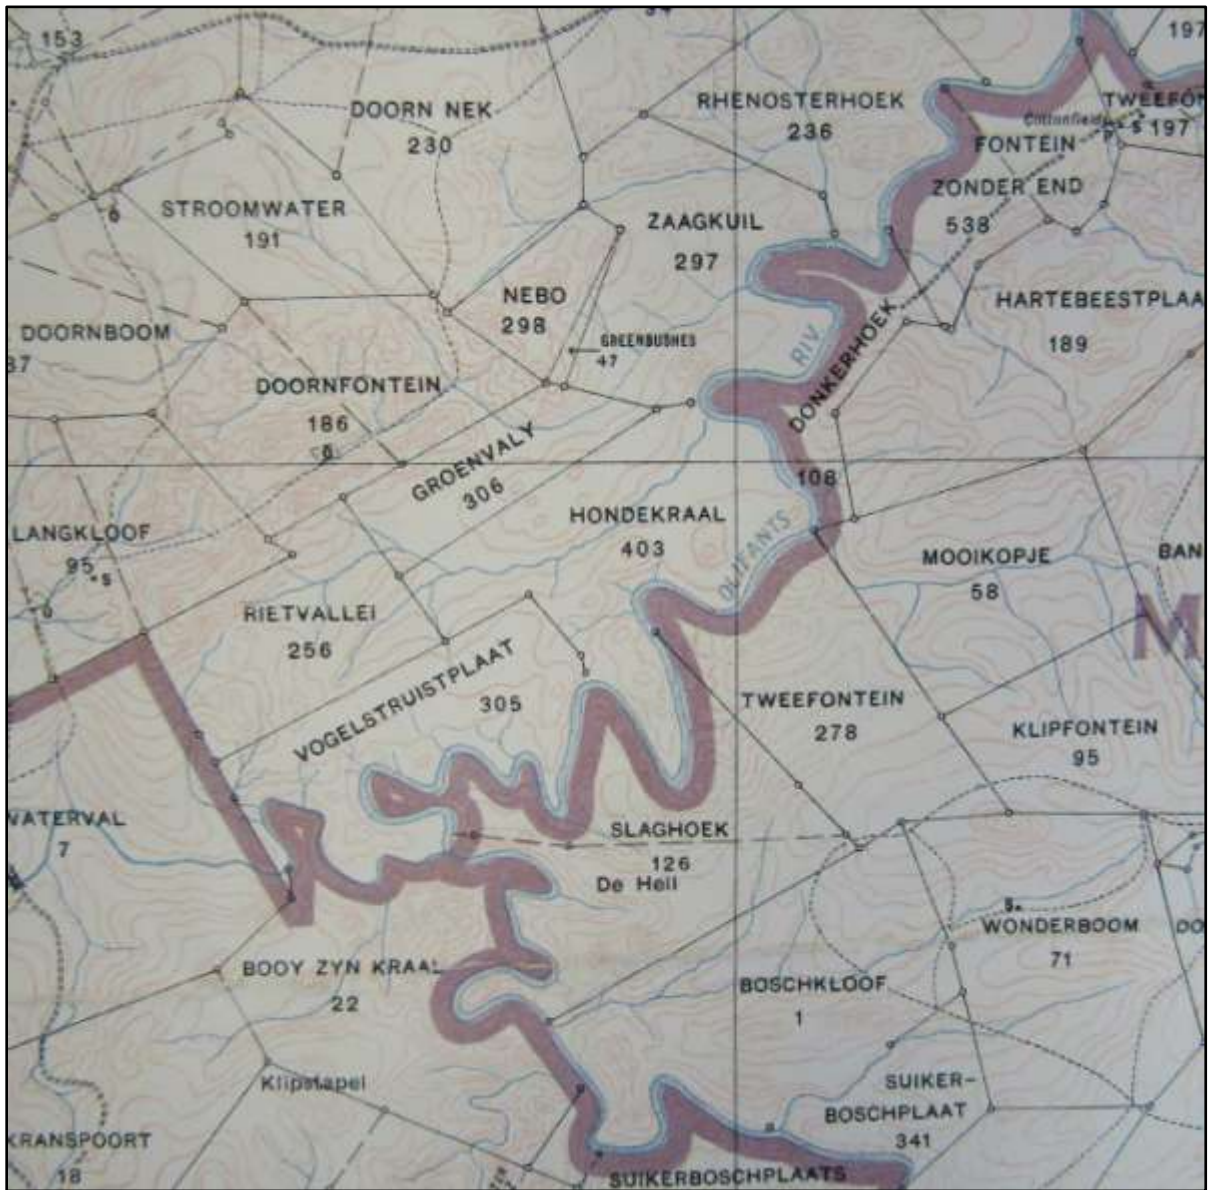 153
197
DOORN NEK
230
RHENOSTERHOEK
236
197
FONTEIN
ZONDER END
538
STROOMWATER
191
ZAAGKUIL
297
NEBO
298
HARTEBEESTPLAA
189
DOORNBOOM
37
GREENBUSHES
47
RIV
DONKERHOEK
108
DOORNFONTEIN
186
GROENVALY
306
LANGKLOOF
95
S
HONDEKRAAL
403
OLIFANTS
MOOIKOPJE
58
BAN
M
RIETVALLEI
256
VOGELSTRUISTPLAAT
305
TWEEFONTEIN
278
KLIPFONTEIN
95
WATERVAL
7
SLAGHOEK
126
De Hell
S
WONDERBOOM
71
DO
BOOY ZYN KRAAL
22
BOSCHKLOOF
1
Klipstapel
SUIKER-
BOSCHPLAAT
341
KRANSPOORT
18
SUIKERBOSCHPLAATS